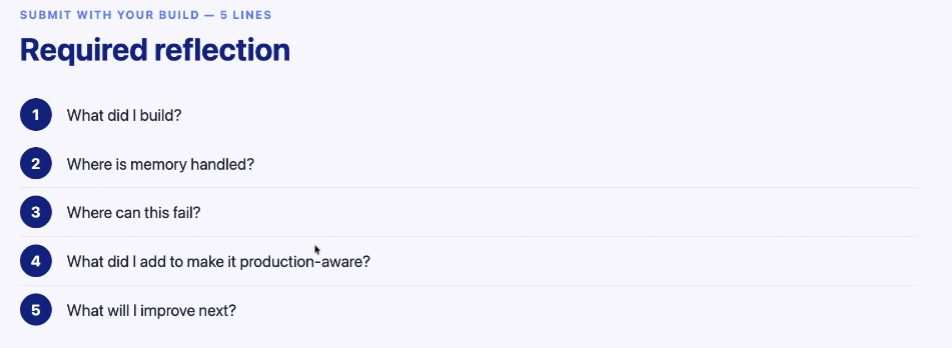 SUBMIT WITH YOUR BUILD — 5 LINES
Required reflection
1 What did I build?
2 Where is memory handled?
3 Where can this fail?
4 What did I add to make it production-aware?
5 What will I improve next?